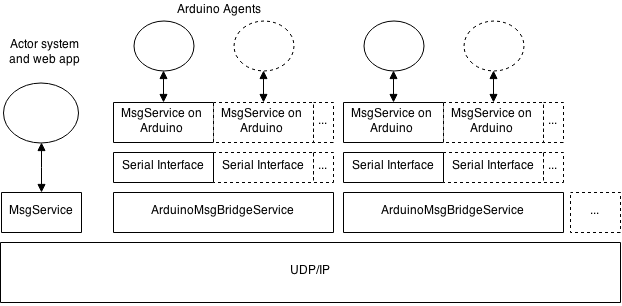 Arduino Agents
Actor system
and web app
MsgService on
Arduino
MsgService on
Arduino
...
MsgService on
Arduino
MsgService on
Arduino
...
Serial Interface
Serial Interface
...
Serial Interface
Serial Interface
...
MsgService
ArduinoMsgBridgeService
ArduinoMsgBridgeService
...
UDP/IP